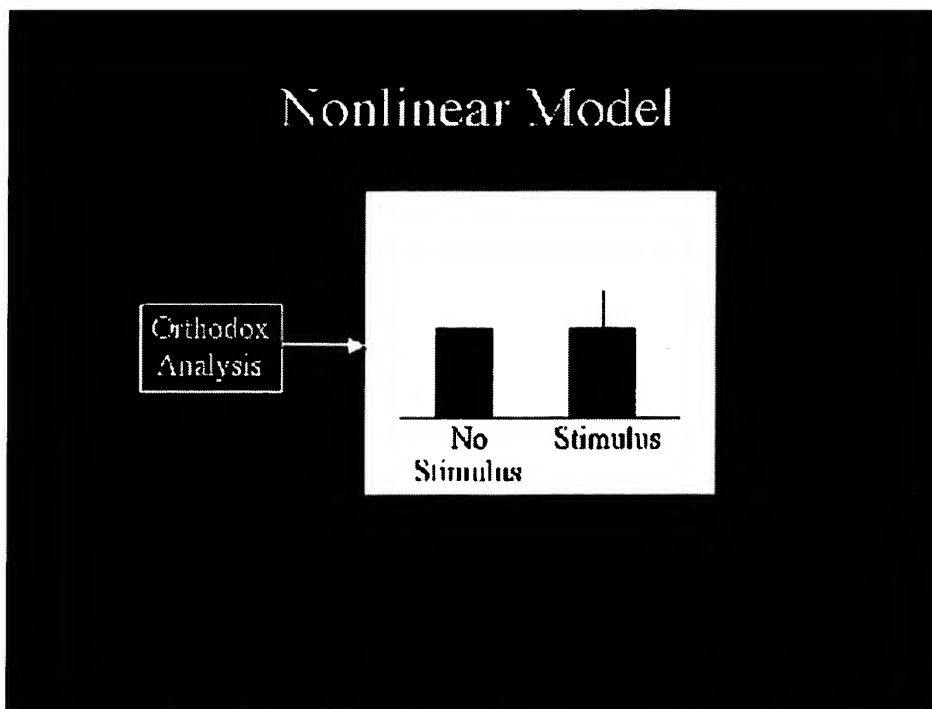 Nonlinear Model
Orthodox
Analysis
No
Stimulus
Stimulus